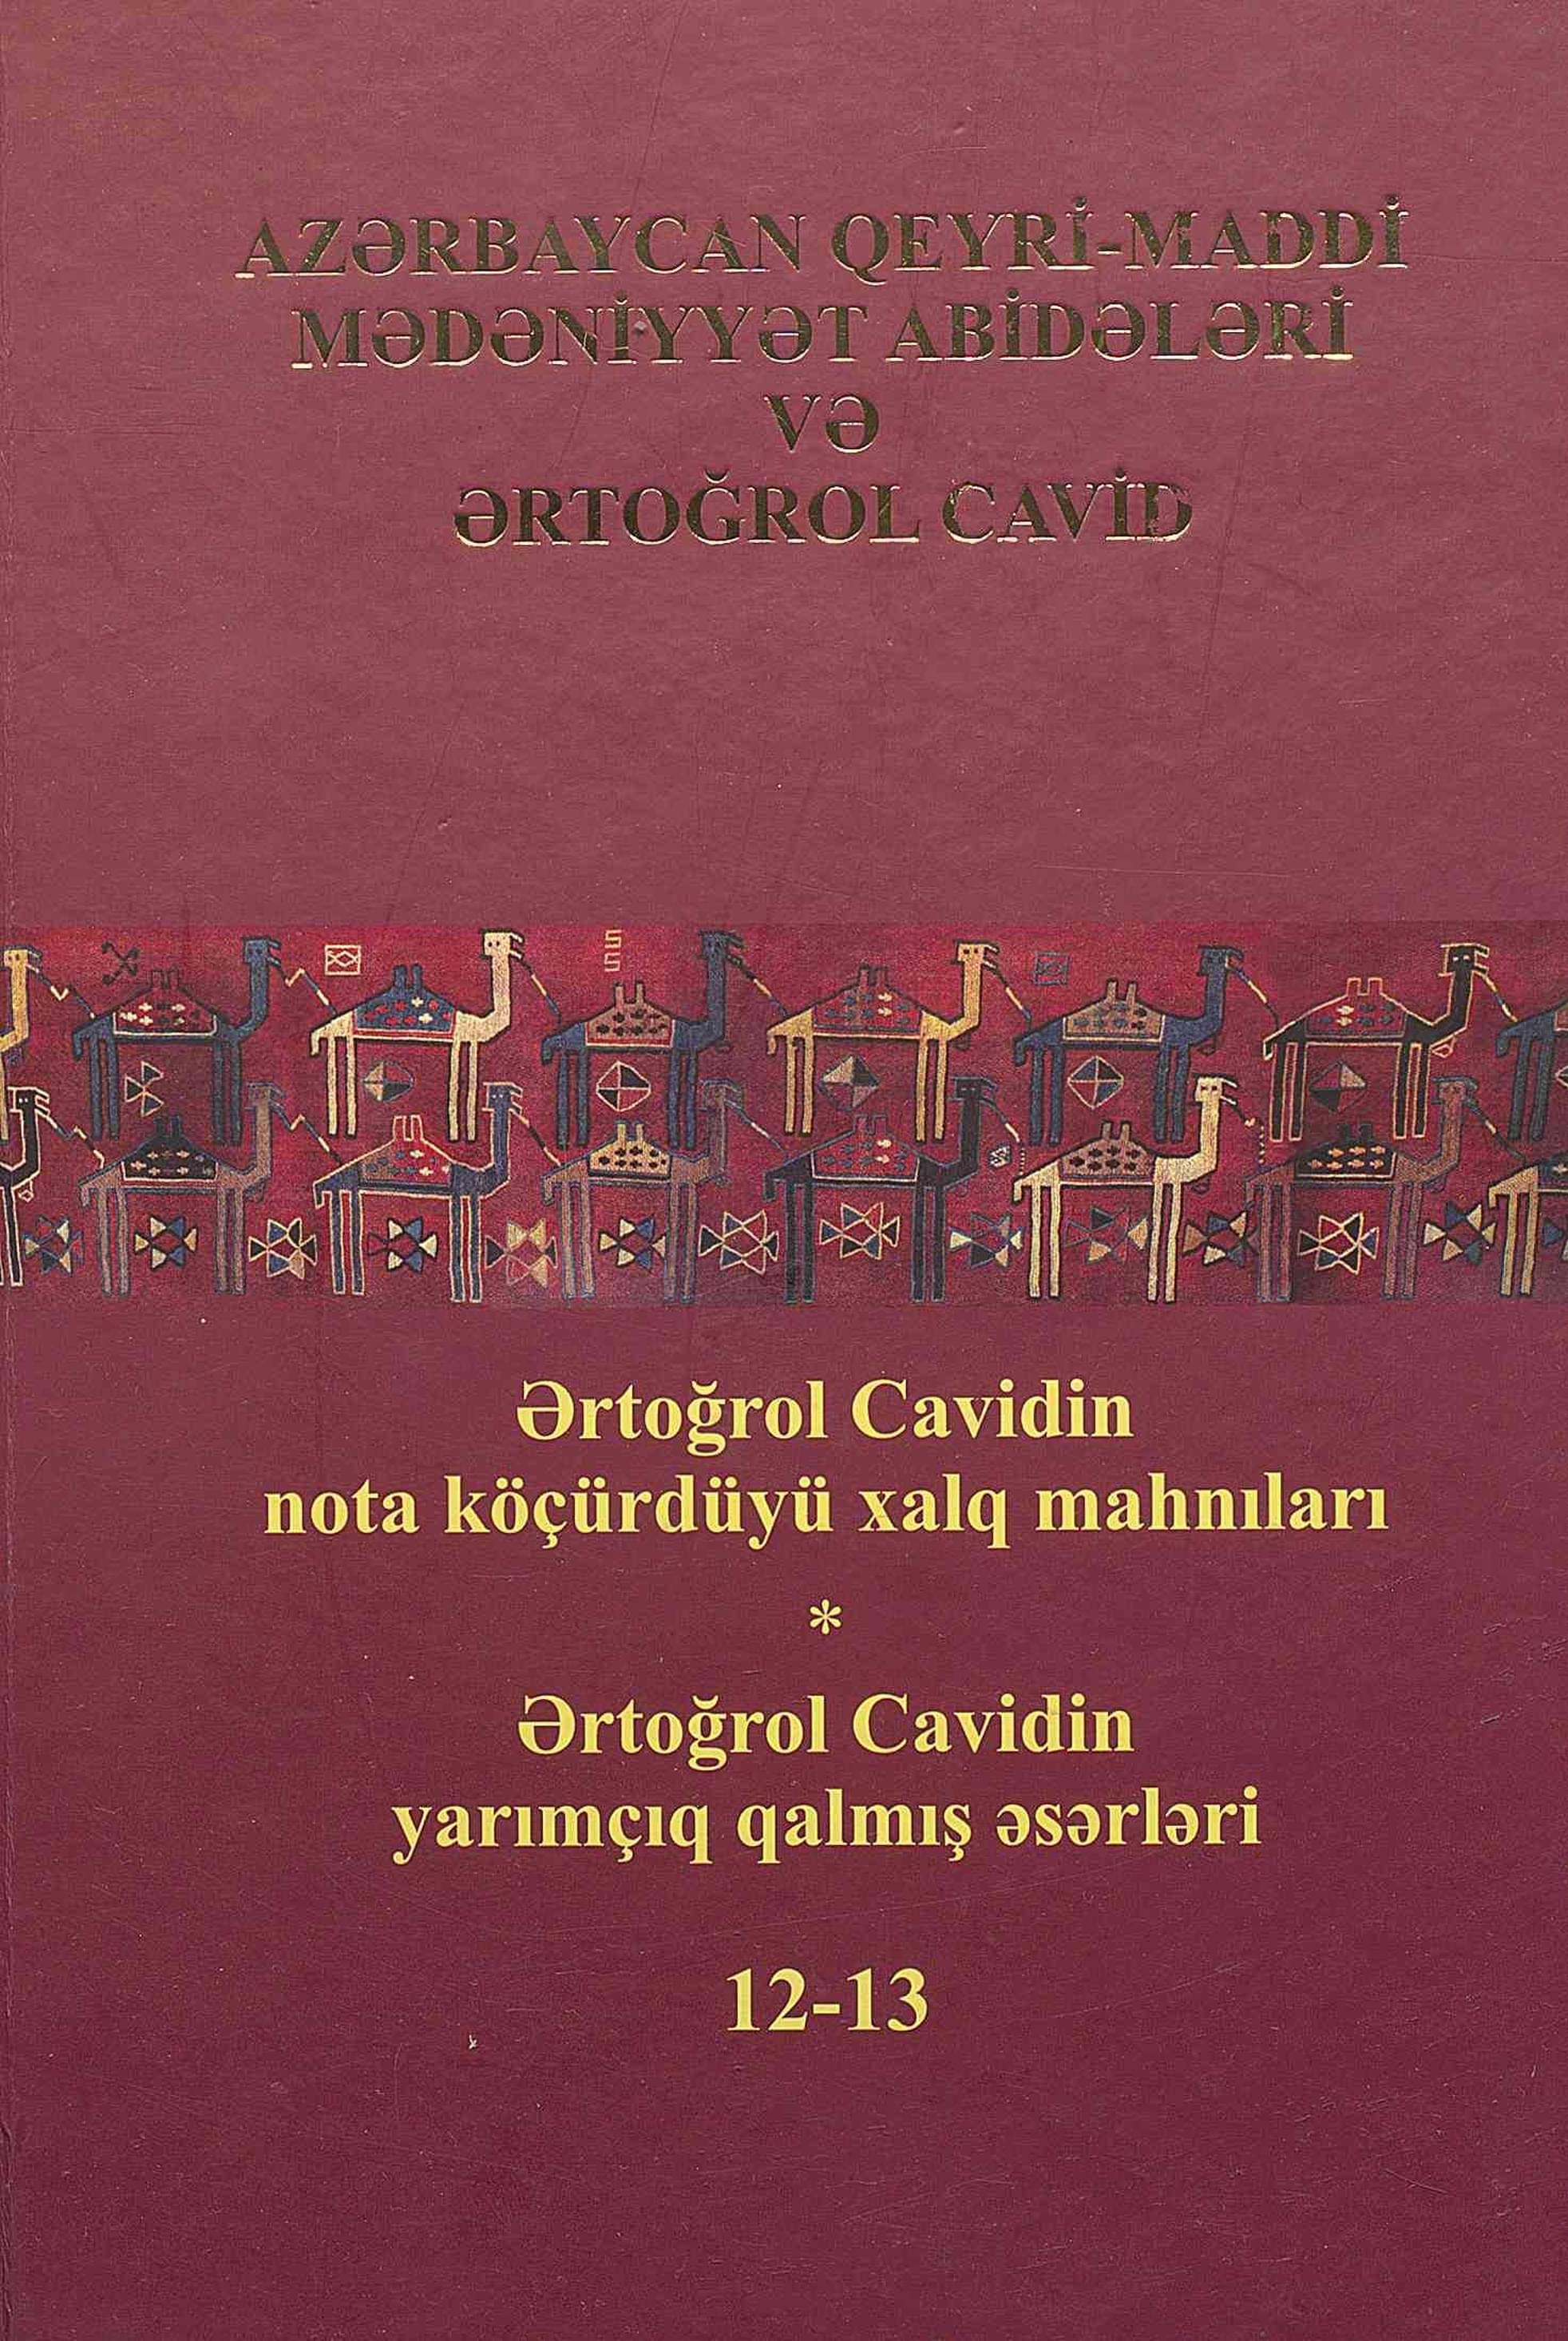 AZƏRBAYCAN QEYRİ-MADDİ
MƏDƏNİYYƏT ABİDƏLƏRİ
VƏ
ƏRTOĞROL CAVİD
Ərtoğrol Cavidin
nota köçürdüyü xalq mahnıları
*
Ərtoğrol Cavidin
yarımçıq qalmış əsərləri
12-13